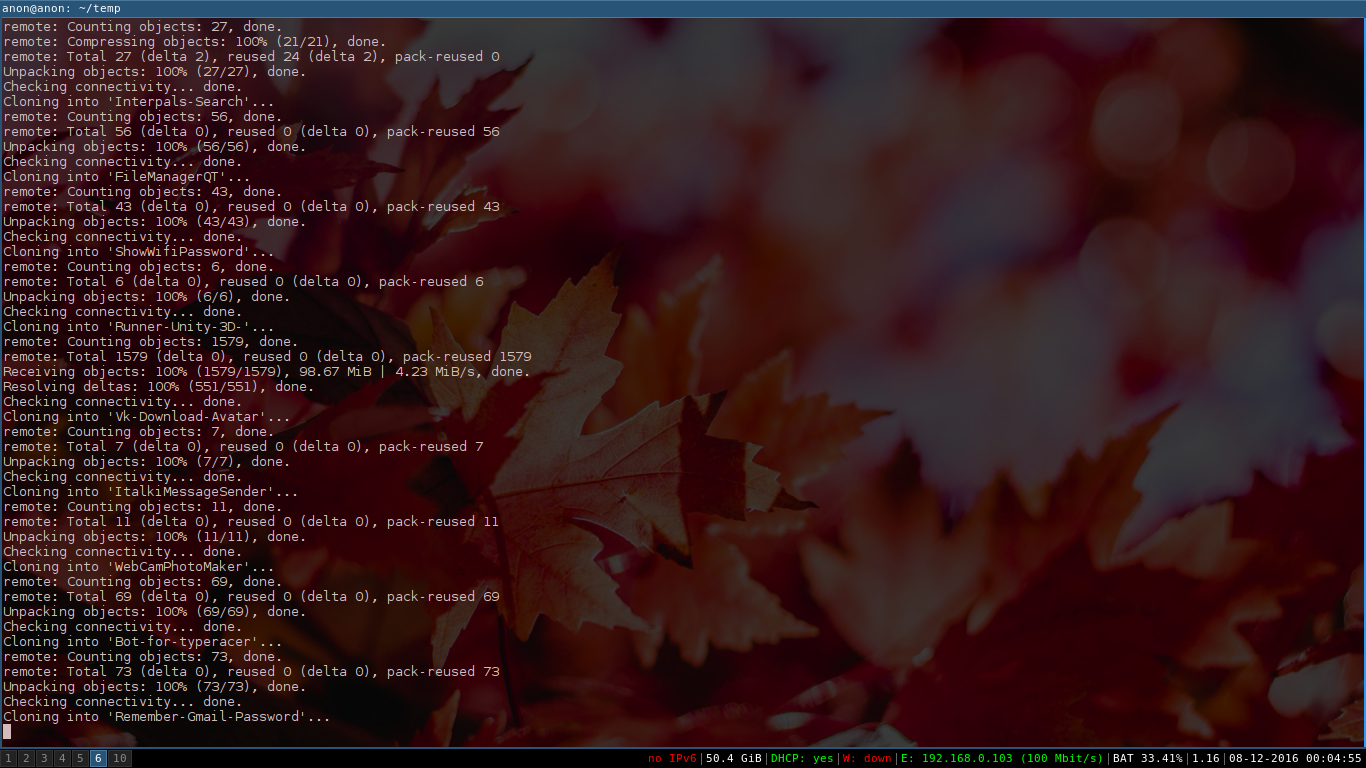 anon@anon: ~/temp
remote: Counting objects: 27, done.
remote: Compressing objects: 100% (21/21), done.
remote: Total 27 (delta 2), reused 24 (delta 2), pack-reused 0
Unpacking objects: 100% (27/27), done.
Checking connectivity... done.
Cloning into 'Interpals-Search'...
remote: Counting objects: 56, done.
remote: Total 56 (delta 0), reused 0 (delta 0), pack-reused 56
Unpacking objects: 100% (56/56), done.
Checking connectivity... done.
Cloning into 'FileManagerQT'...
remote: Counting objects: 43, done.
remote: Total 43 (delta 0), reused 0 (delta 0), pack-reused 43
Unpacking objects: 100% (43/43), done.
Checking connectivity... done.
Cloning into 'ShowWifiPassword'...
remote: Counting objects: 6, done.
remote: Total 6 (delta 0), reused 0 (delta 0), pack-reused 6
Unpacking objects: 100% (6/6), done.
Checking connectivity... done.
Cloning into 'Runner-Unity-3D-'...
remote: Counting objects: 1579, done.
remote: Total 1579 (delta 0), reused 0 (delta 0), pack-reused 1579
Receiving objects: 100% (1579/1579), 98.67 MiB | 4.23 MiB/s, done.
Resolving deltas: 100% (551/551), done.
Checking connectivity... done.
Cloning into 'Vk-Download-Avatar'...
remote: Counting objects: 7, done.
remote: Total 7 (delta 0), reused 0 (delta 0), pack-reused 7
Unpacking objects: 100% (7/7), done.
Checking connectivity... done.
Cloning into 'ItalkiMessageSender'...
remote: Counting objects: 11, done.
remote: Total 11 (delta 0), reused 0 (delta 0), pack-reused 11
Unpacking objects: 100% (11/11), done.
Checking connectivity... done.
Cloning into 'WebCamPhotoMaker'...
remote: Counting objects: 69, done.
remote: Total 69 (delta 0), reused 0 (delta 0), pack-reused 69
Unpacking objects: 100% (69/69), done.
Checking connectivity... done.
Cloning into 'Bot-for-typeracer'...
remote: Counting objects: 73, done.
remote: Total 73 (delta 0), reused 0 (delta 0), pack-reused 73
Unpacking objects: 100% (73/73), done.
Checking connectivity... done.
Cloning into 'Remember-Gmail-Password'...
1 2 3 4 5 6 10 no IPv6|50.4 GiB|DHCP: yes|W: down|E: 192.168.0.103 (100 Mbit/s)|BAT 33.41%|1.16|08-12-2016 00:04:55